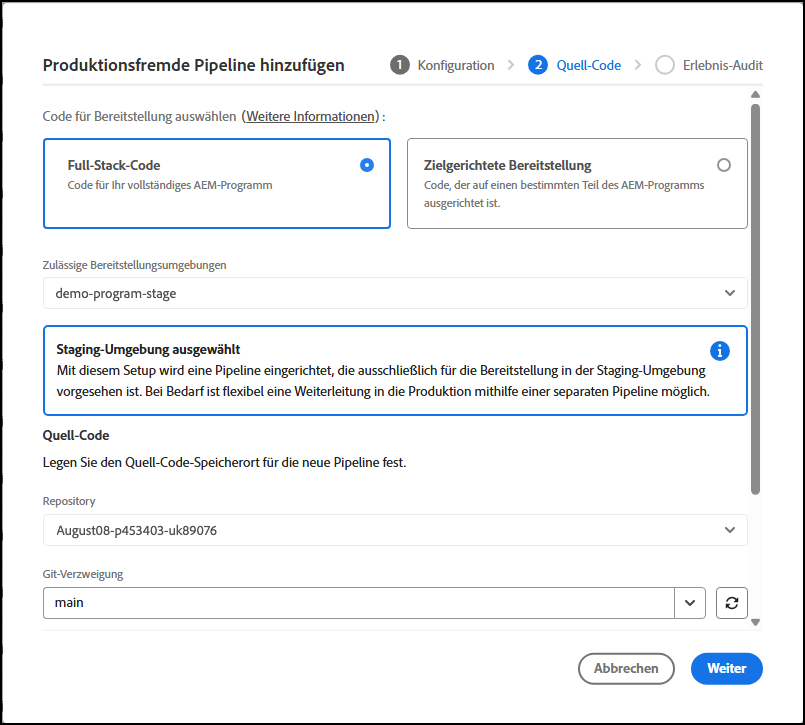 Produktionsfremde Pipeline hinzufügen
1 Konfiguration
2 Quell-Code
Erlebnis-Audit
Code für Bereitstellung auswählen (Weitere Informationen) :
Full-Stack-Code
Code für Ihr vollständiges AEM-Programm
Zielgerichtete Bereitstellung
Code, der auf einen bestimmten Teil des AEM-Programms
ausgerichtet ist.
Zulässige Bereitstellungsumgebungen
demo-program-stage
Staging-Umgebung ausgewählt
Mit diesem Setup wird eine Pipeline eingerichtet, die ausschließlich für die Bereitstellung in der Staging-Umgebung
vorgesehen ist. Bei Bedarf ist flexibel eine Weiterleitung in die Produktion mithilfe einer separaten Pipeline möglich.
Quell-Code
Legen Sie den Quell-Code-Speicherort für die neue Pipeline fest.
Repository
August08-p453403-uk89076
Git-Verzweigung
main
Abbrechen
Weiter